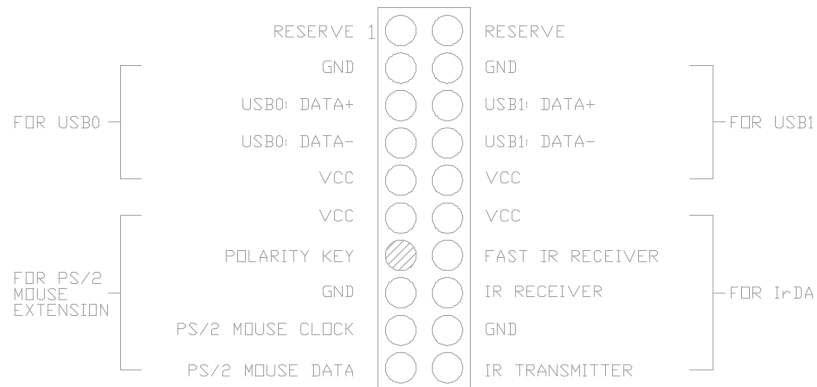 RESERVE 1 RESERVE
GND GND
USB0: DATA+ USB1: DATA+
FOR USB0 FOR USB1
USB0: DATA- USB1: DATA-
VCC VCC
VCC VCC
POLARITY KEY FAST IR RECEIVER
FOR PS/2
MOUSE
EXTENSION
GND IR RECEIVER
FOR IrDA
PS/2 MOUSE CLOCK GND
PS/2 MOUSE DATA IR TRANSMITTER